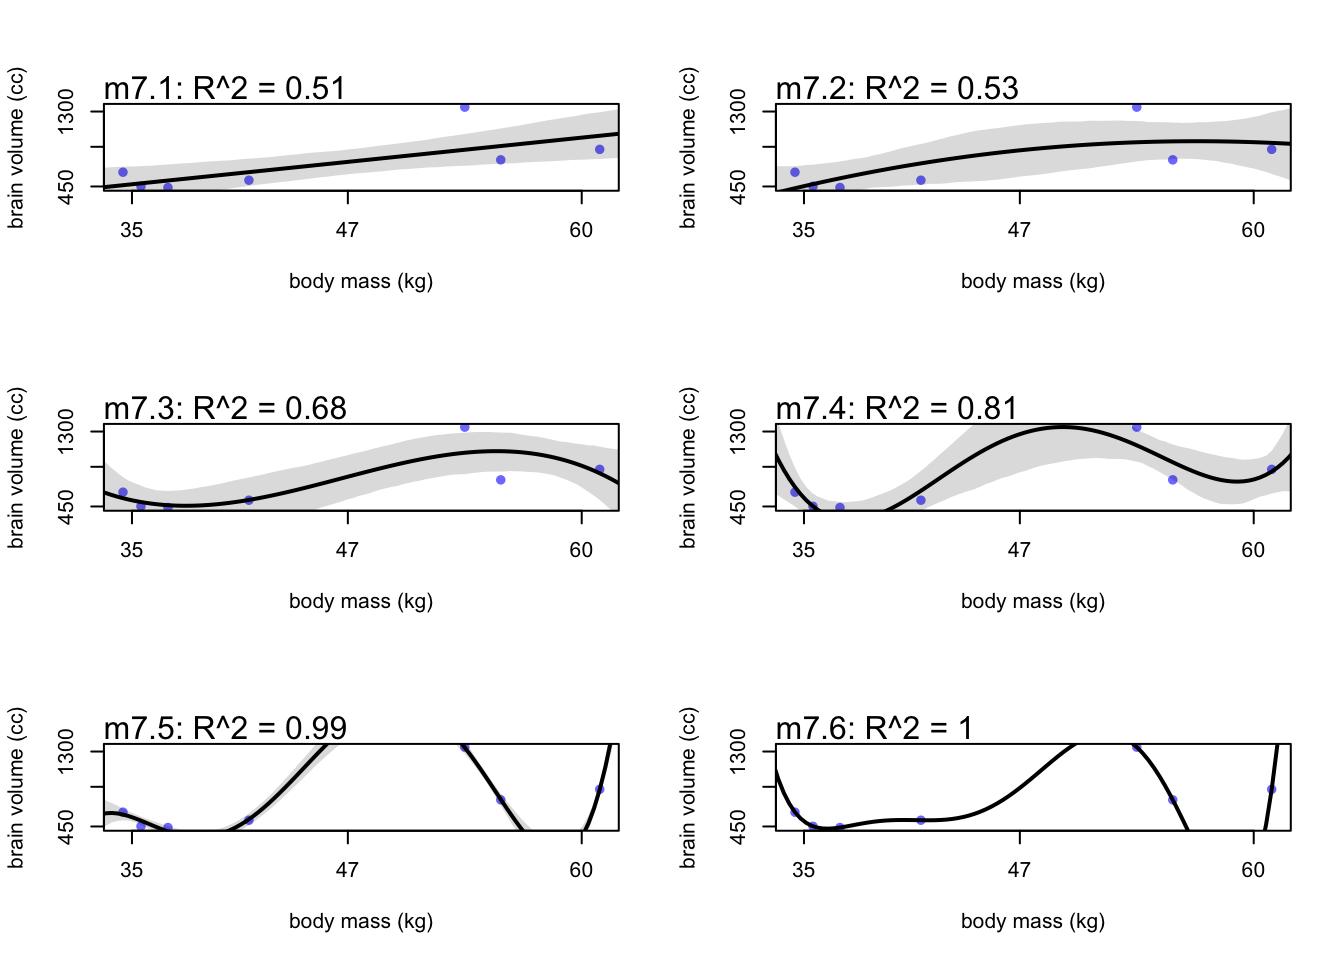 m7.1: R^2 = 0.51
brain volume (cc)
1300
450
35 47 60
body mass (kg)
m7.2: R^2 = 0.53
brain volume (cc)
1300
450
35 47 60
body mass (kg)
m7.3: R^2 = 0.68
brain volume (cc)
1300
450
35 47 60
body mass (kg)
m7.4: R^2 = 0.81
brain volume (cc)
1300
450
35 47 60
body mass (kg)
m7.5: R^2 = 0.99
brain volume (cc)
1300
450
35 47 60
body mass (kg)
m7.6: R^2 = 1
brain volume (cc)
1300
450
35 47 60
body mass (kg)